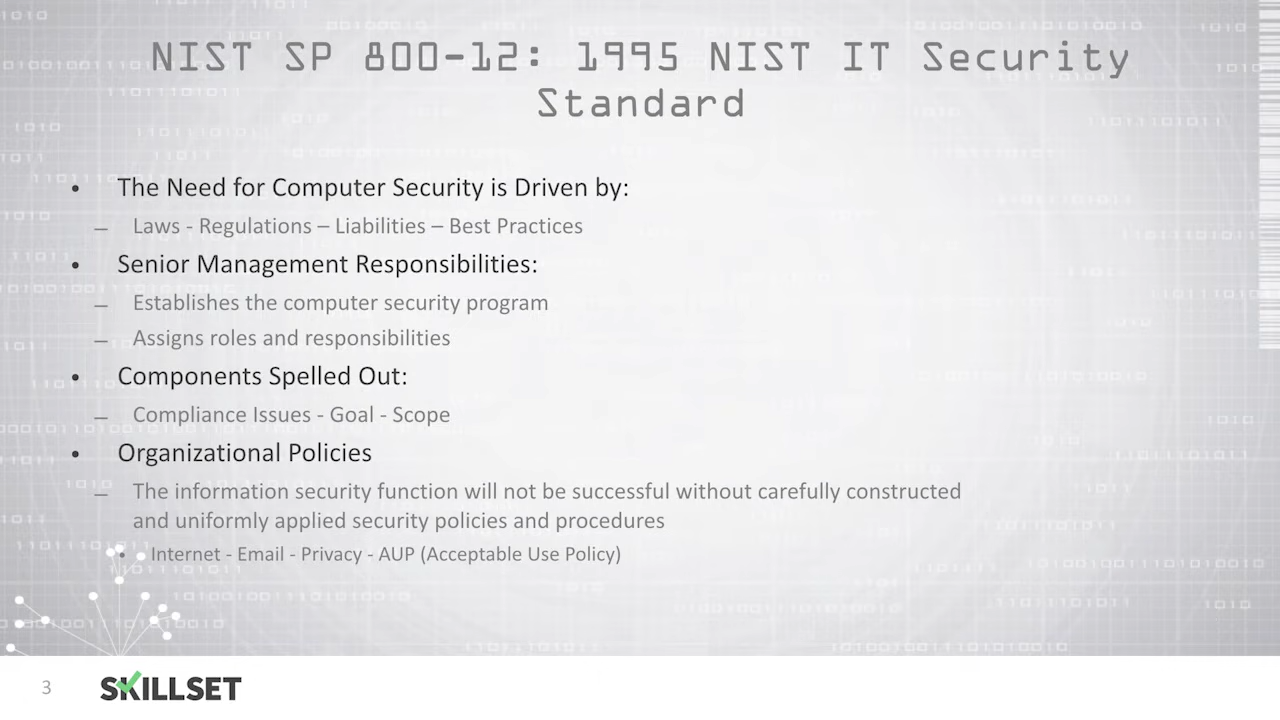 NIST SP 800-12: 1995 NIST IT Security
Standard
• The Need for Computer Security is Driven by:
– Laws - Regulations – Liabilities – Best Practices
• Senior Management Responsibilities:
– Establishes the computer security program
– Assigns roles and responsibilities
• Components Spelled Out:
– Compliance Issues - Goal - Scope
• Organizational Policies
– The information security function will not be successful without carefully constructed
and uniformly applied security policies and procedures
• Internet - Email - Privacy - AUP (Acceptable Use Policy)
3
SKILLSET